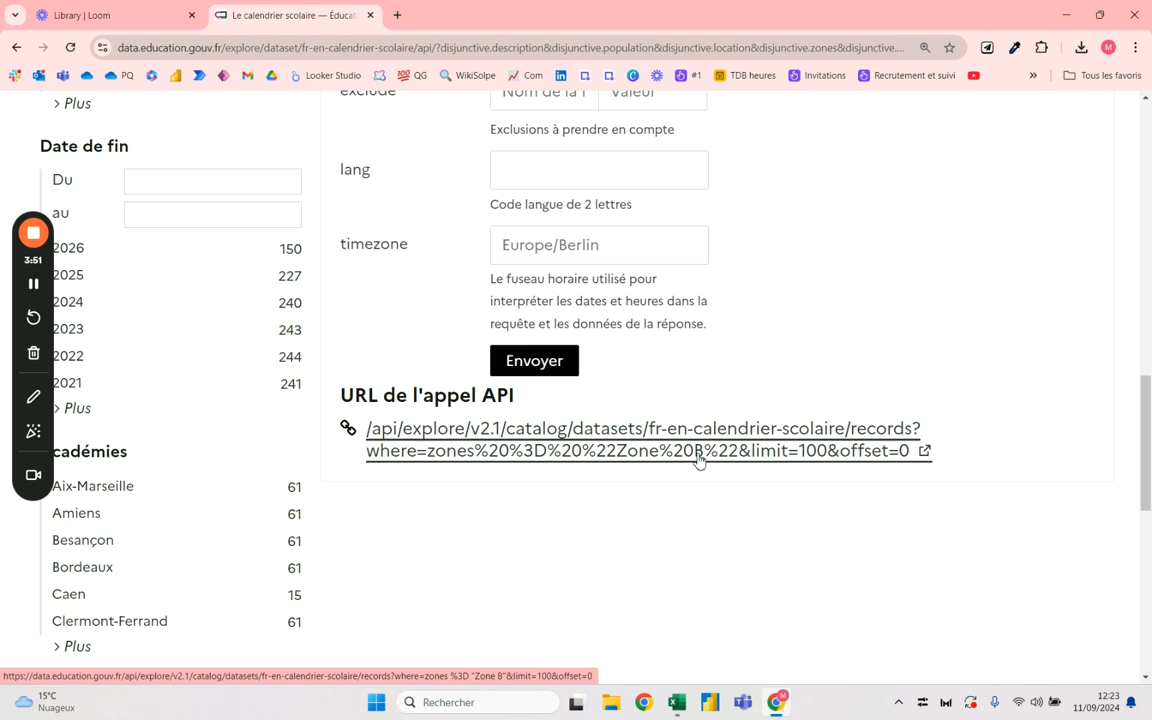 Library | Loom
Le calendrier scolaire — Éducat
data.education.gouv.fr/explore/dataset/fr-en-calendrier-scolaire/api/?disjunctive.description&disjunctive.population&disjunctive.location&disjunctive.zones&disjunctive....
M
PQ
Looker Studio
QG
WikiSolpe
Com
#1
TDB heures
Invitations
Recrutement et suivi
»
Tous les favoris
> Plus
Date de fin
Du
au
2026 150
2025 227
2024 240
2023 243
2022 244
2021 241
> Plus
cadémies
Aix-Marseille 61
Amiens 61
Besançon 61
Bordeaux 61
Caen 15
Clermont-Ferrand 61
> Plus
3:51
exclude
Nom de la f
Valeur
Exclusions à prendre en compte
lang
Code langue de 2 lettres
timezone
Europe/Berlin
Le fuseau horaire utilisé pour
interpréter les dates et heures dans la
requête et les données de la réponse.
Envoyer
URL de l'appel API
/api/explore/v2.1/catalog/datasets/fr-en-calendrier-scolaire/records?
where=zones%20%3D%20%22Zone%20B%22&limit=100&offset=0
https://data.education.gouv.fr/api/explore/v2.1/catalog/datasets/fr-en-calendrier-scolaire/records?where=zones %3D "Zone B"&limit=100&offset=0
15°C
Nuageux
Rechercher
12:23
11/09/2024